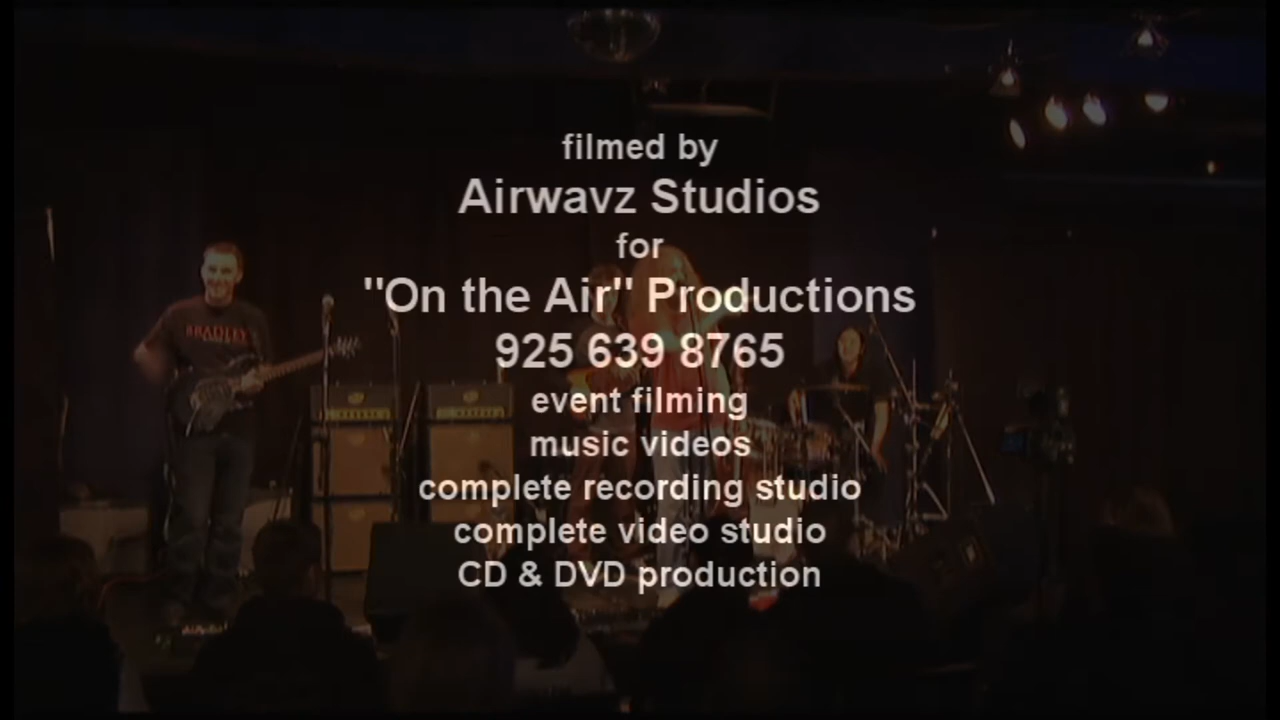 filmed by
Airwavz Studios
for
"On the Air" Productions
925 639 8765
event filming
music videos
complete recording studio
complete video studio
CD & DVD production
BRADLEY